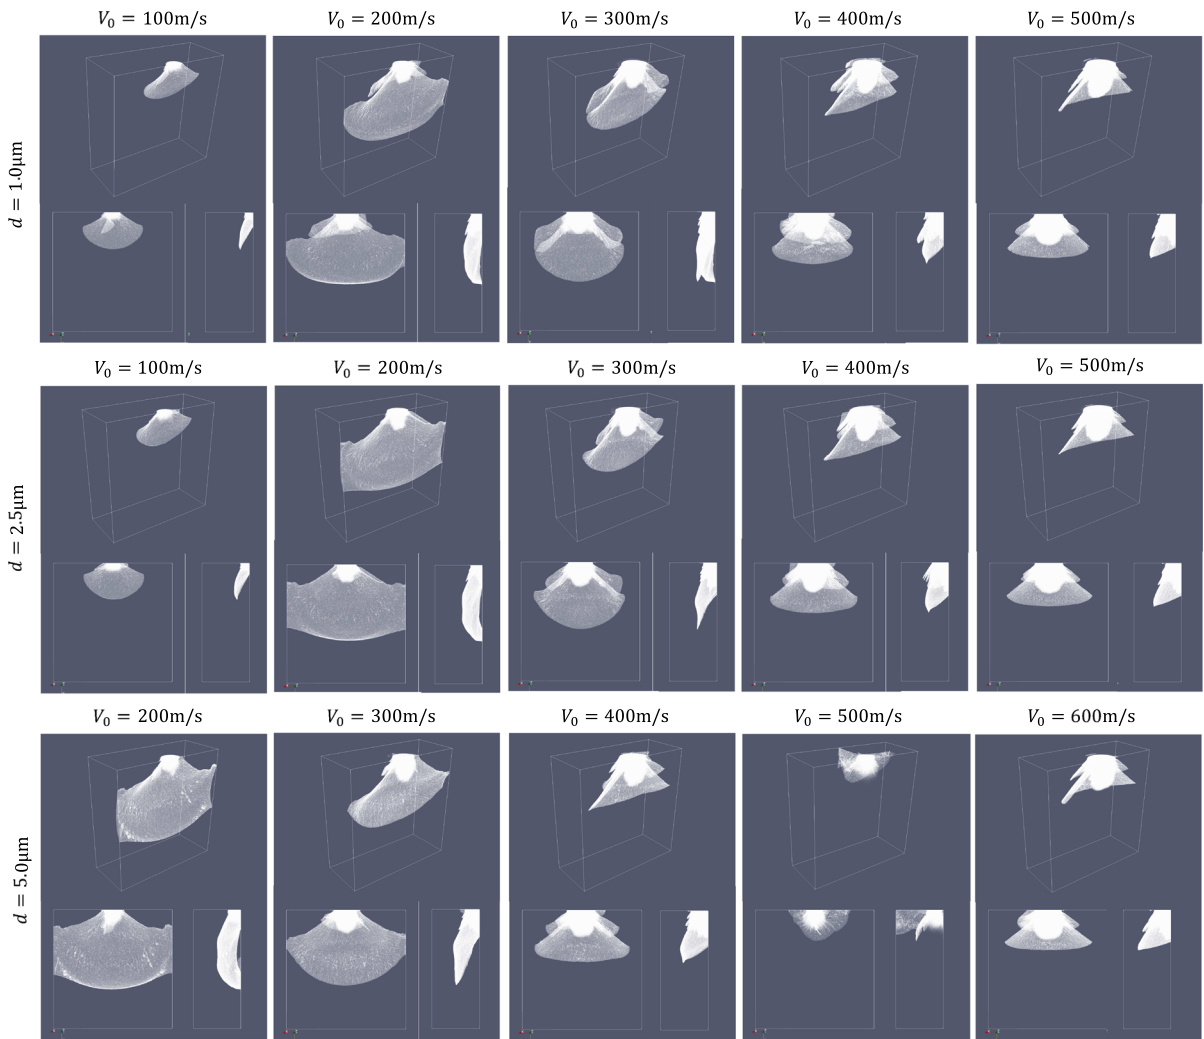 V₀ = 100m/s
V₀ = 200m/s
V₀ = 300m/s
V₀ = 400m/s
V₀ = 500m/s
d = 1.0μm
V₀ = 100m/s
V₀ = 200m/s
V₀ = 300m/s
V₀ = 400m/s
V₀ = 500m/s
d = 2.5μm
V₀ = 200m/s
V₀ = 300m/s
V₀ = 400m/s
V₀ = 500m/s
V₀ = 600m/s
d = 5.0μm